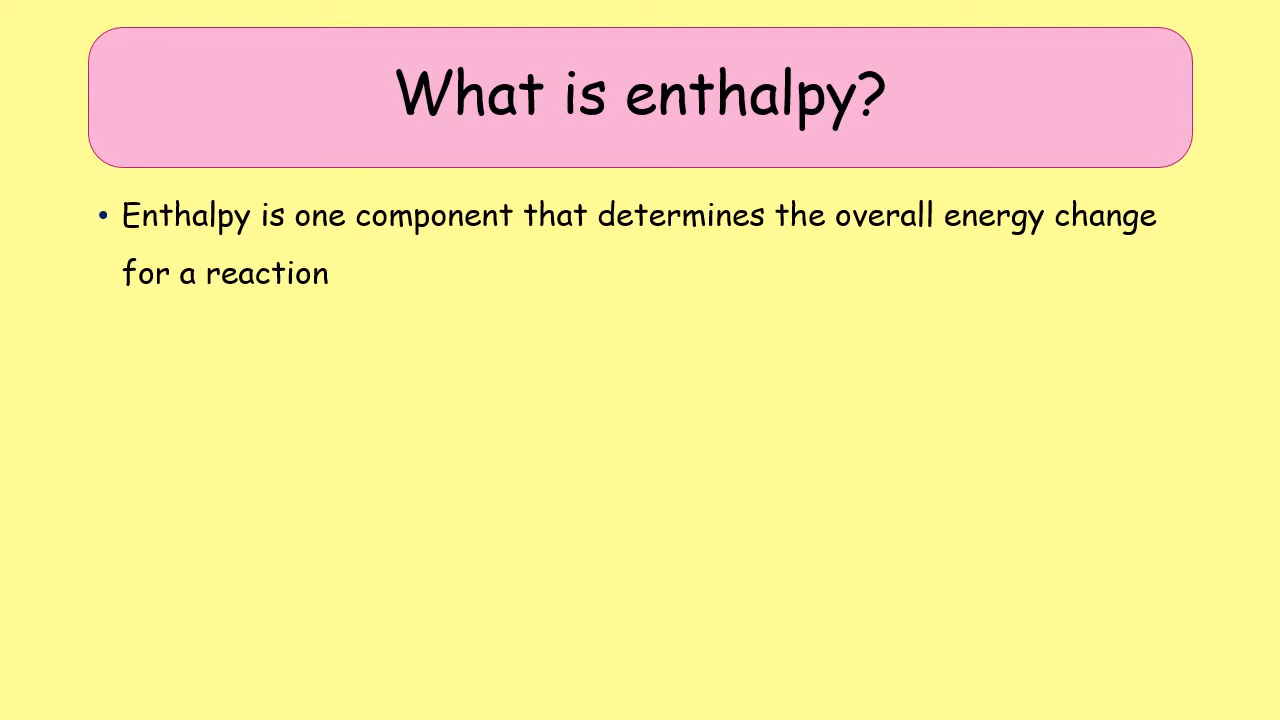 What is enthalpy?
• Enthalpy is one component that determines the overall energy change
for a reaction